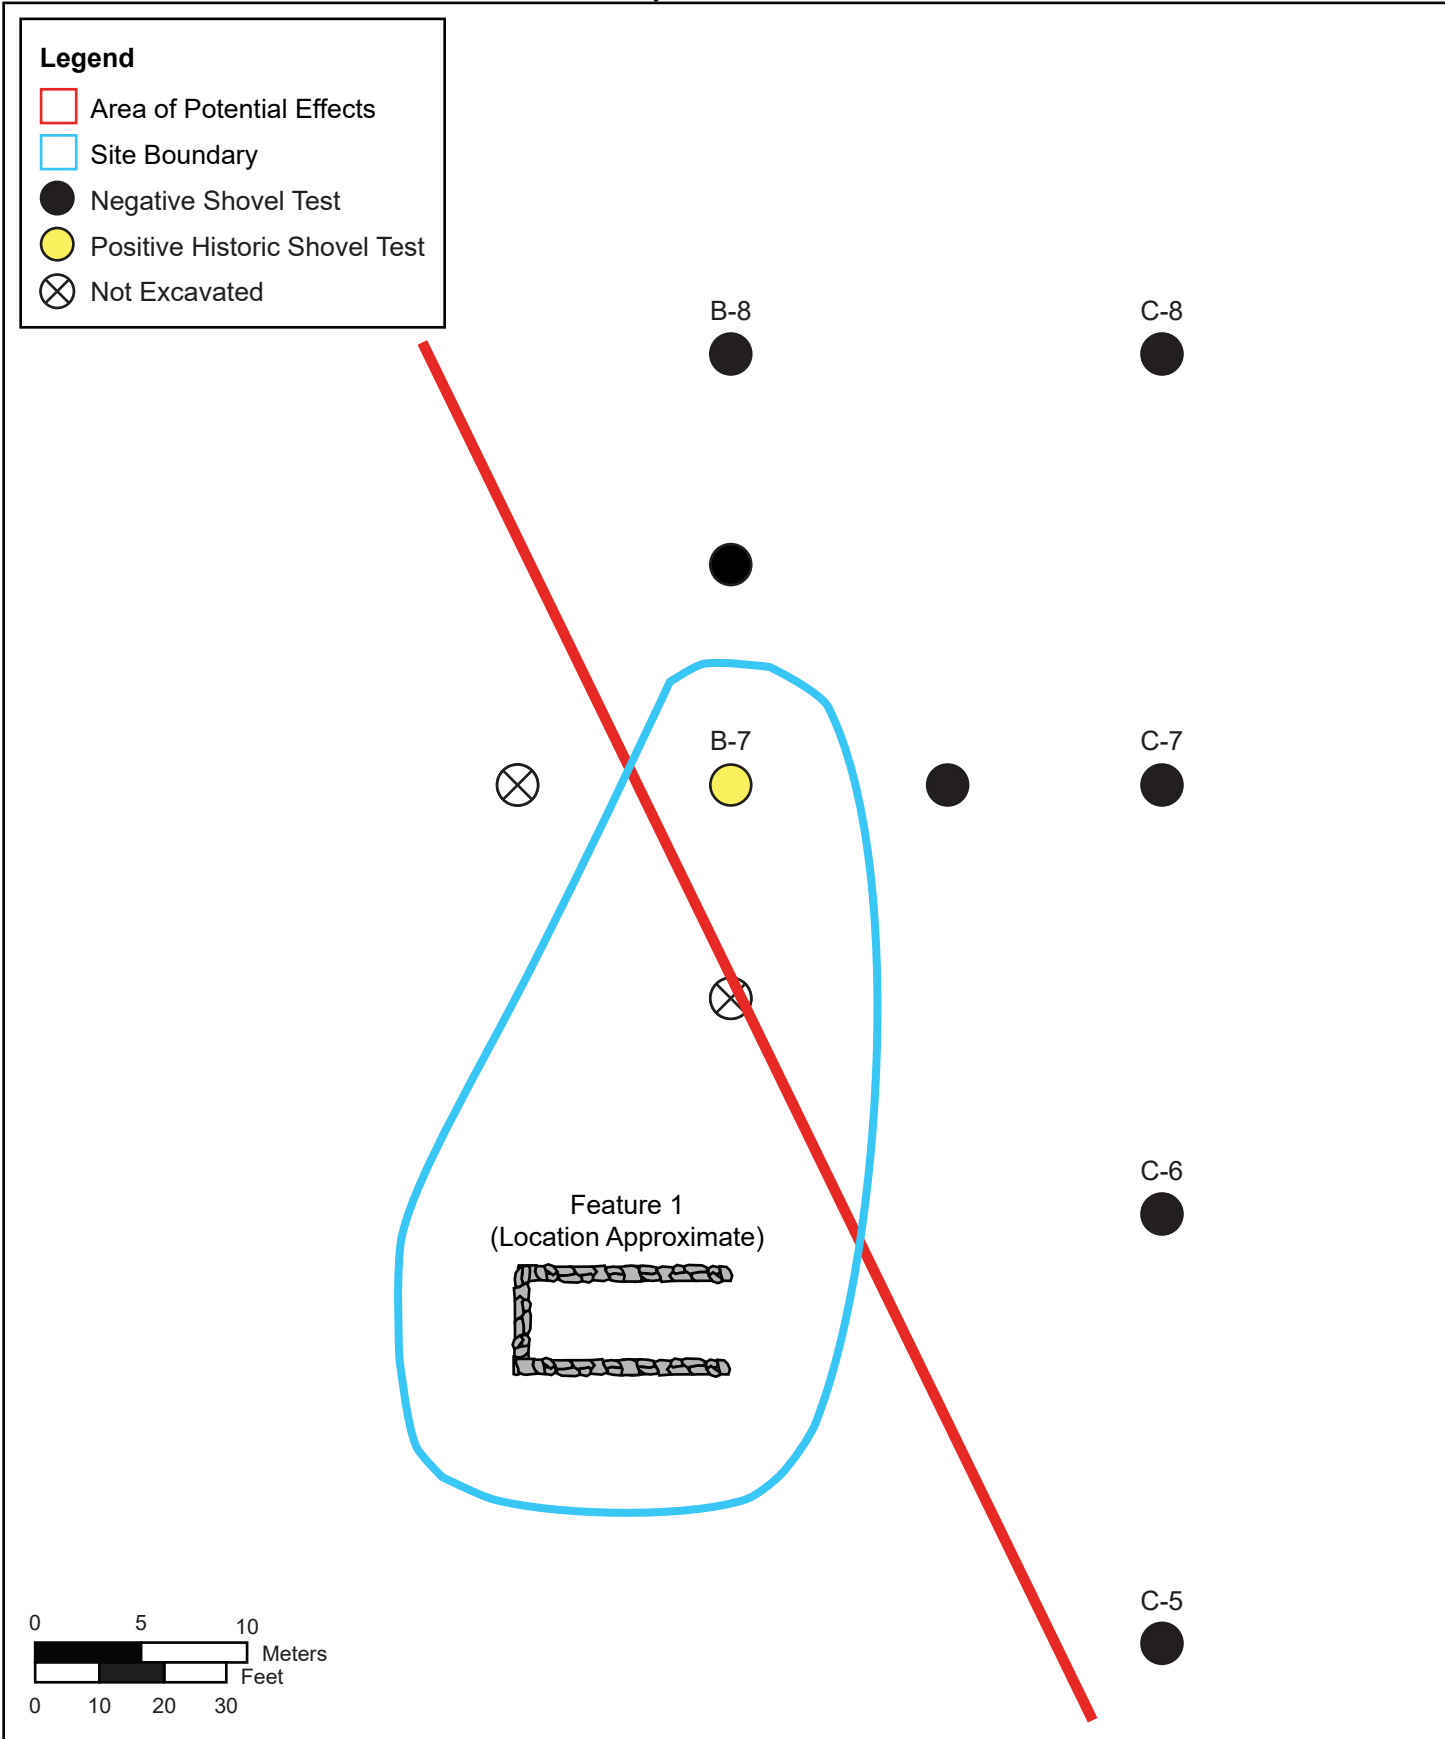 Legend
Area of Potential Effects
Site Boundary
Negative Shovel Test
Positive Historic Shovel Test
Not Excavated
B-8
C-8
B-7
C-7
C-6
Feature 1
(Location Approximate)
C-5
0 5 10
Meters
Feet
0 10 20 30